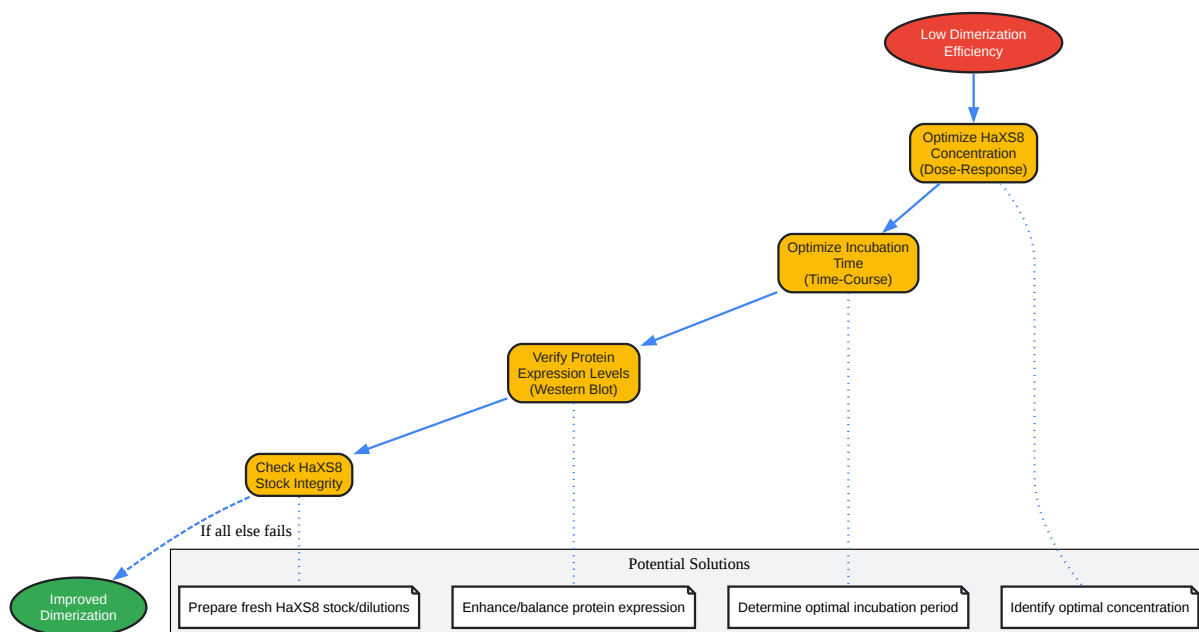 Low Dimerization
Efficiency
Optimize HaXS8
Concentration
(Dose-Response)
Optimize Incubation
Time
(Time-Course)
Verify Protein
Expression Levels
(Western Blot)
Check HaXS8
Stock Integrity
If all else fails
Potential Solutions
Improved
Dimerization
Prepare fresh HaXS8 stock/dilutions
Enhance/balance protein expression
Determine optimal incubation period
Identify optimal concentration